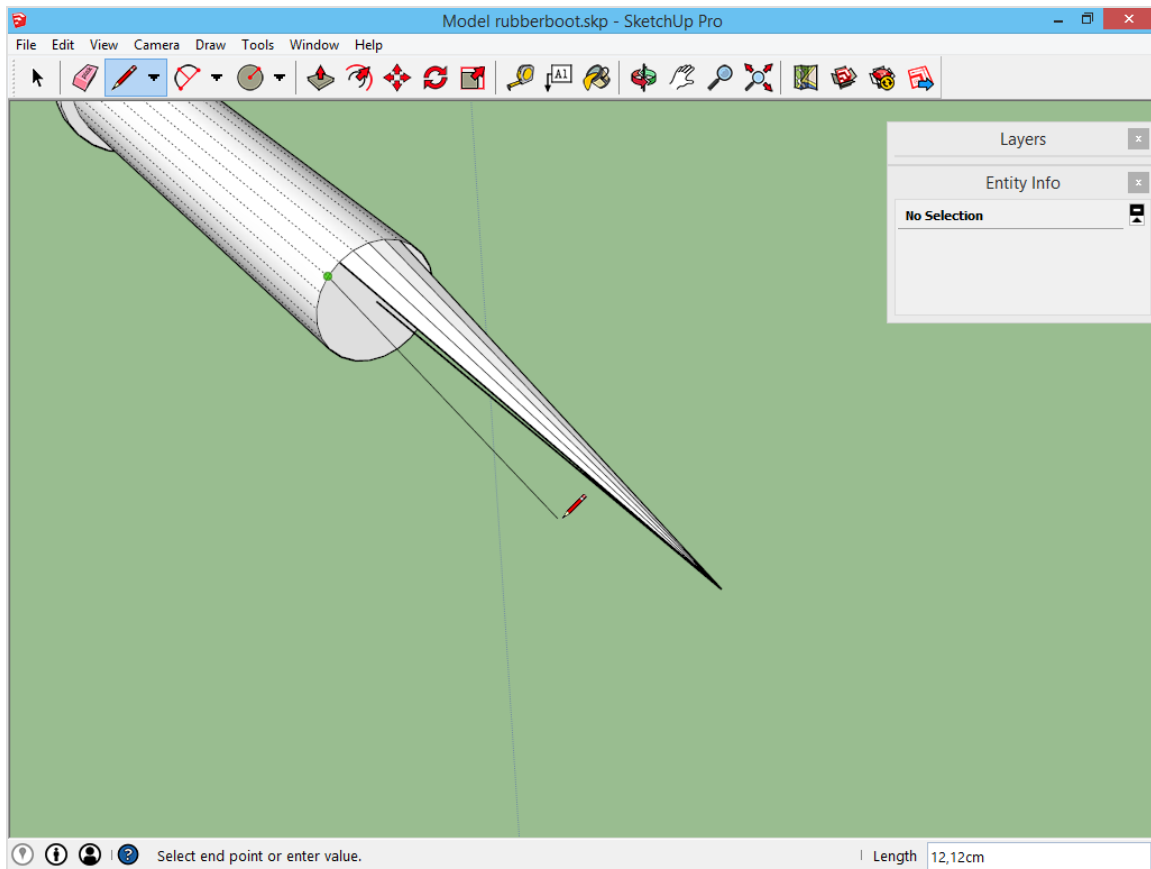 Model rubberboot.skp - SketchUp Pro
File Edit View Camera Draw Tools Window Help
A1
Layers
Entity Info
No Selection
Select end point or enter value.
Length 12,12cm